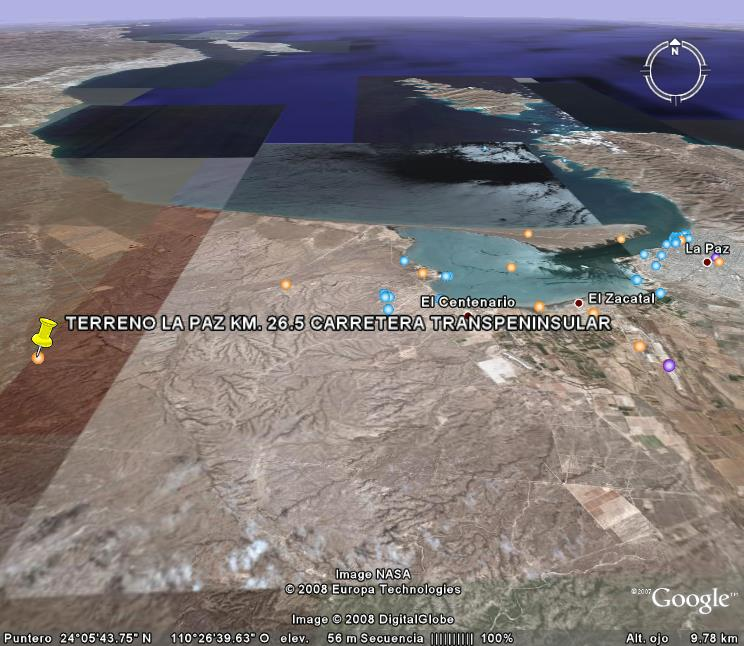 N
La Paz
El Centenario
El Zacatal
TERRENO LA PAZ KM. 26.5 CARRETERA TRANSPENINSULAR
Image NASA
© 2008 Europa Technologies
©2007 Google™
Image © 2008 DigitalGlobe
Puntero 24°05'43.75" N 110°26'39.63" O elev. 56 m Secuencia |||||||||| 100% Alt. ojo 9.78 km